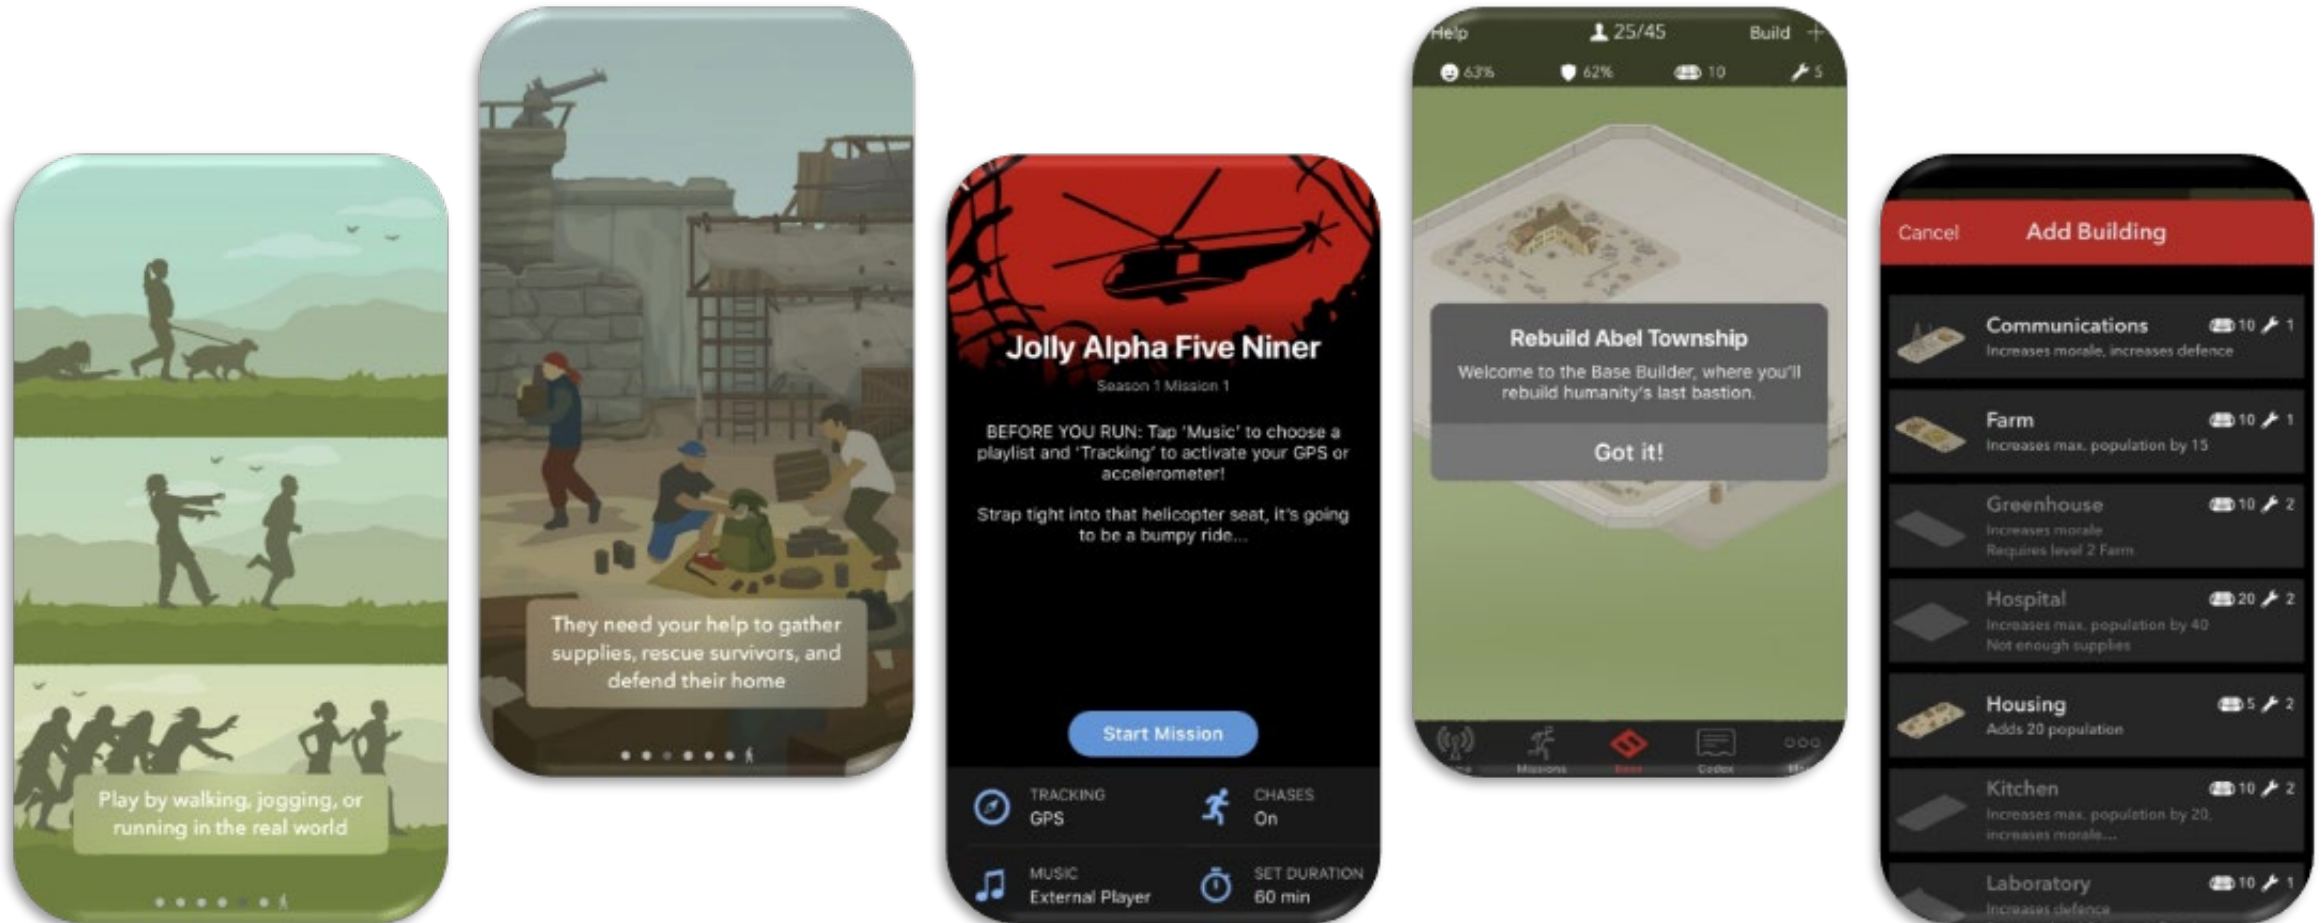 Play by walking, jogging, or
running in the real world
They need your help to gather
supplies, rescue survivors, and
defend their home
Jolly Alpha Five Niner
Season 1 Mission 1
BEFORE YOU RUN: Tap 'Music' to choose a
playlist and 'Tracking' to activate your GPS or
accelerometer!
Strap tight into that helicopter seat, it's going
to be a bumpy ride...
Start Mission
TRACKING
GPS
CHASES
On
MUSIC
External Player
SET DURATION
60 min
Help
25/45
Build +
63%
62%
10
5
Rebuild Abel Township
Welcome to the Base Builder, where you'll
rebuild humanity's last bastion.
Got it!
Missions
Base
Codex
Cancel
Add Building
Communications 10 1
Increases morale, increases defence
Farm 10 1
Increases max. population by 15
Greenhouse 10 2
Increases morale
Requires level 2 Farm
Hospital 20 2
Increases max. population by 40
Not enough supplies
Housing 5 2
Adds 20 population
Kitchen 10 2
Increases max. population by 20,
increases morale...
Laboratory 10 1
Increases defence